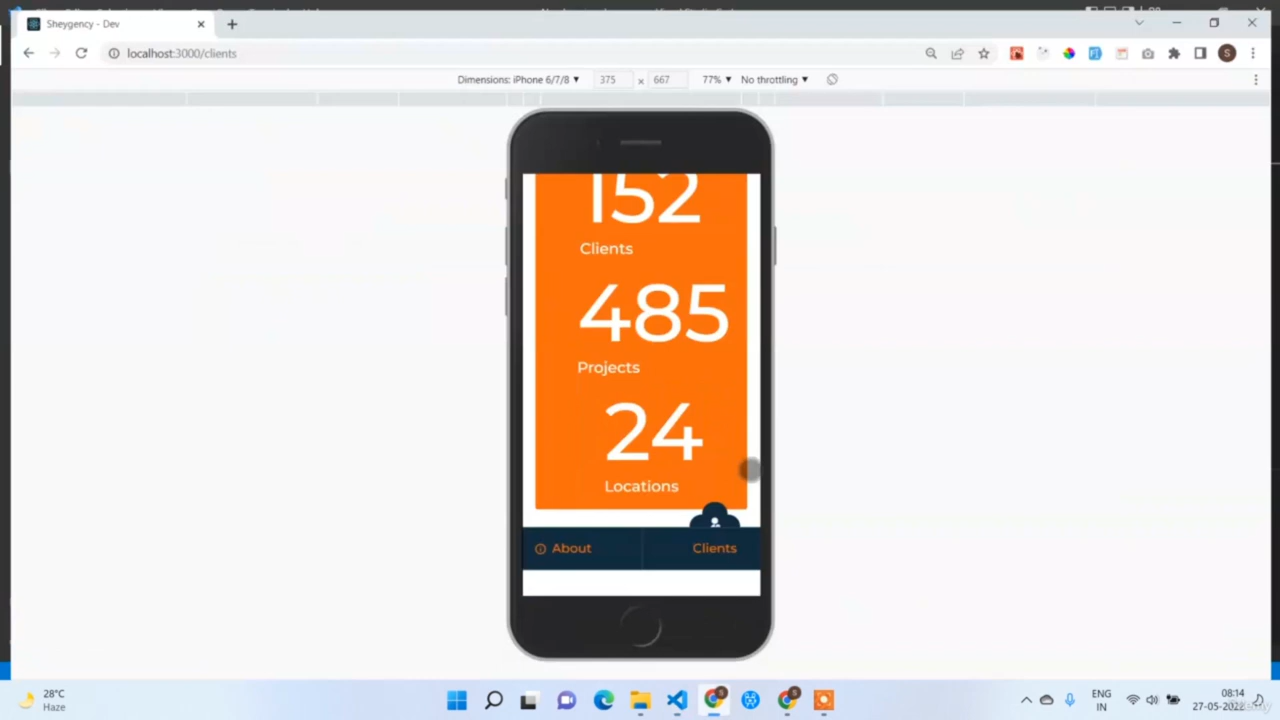 Sheygency - Dev
localhost:3000/clients
Dimensions: iPhone 6/7/8 ▼ 375 x 667 77% ▼ No throttling ▼
152
Clients
485
Projects
24
Locations
About
Clients
28°C
Haze
ENG
IN
08:14
27-05-2022